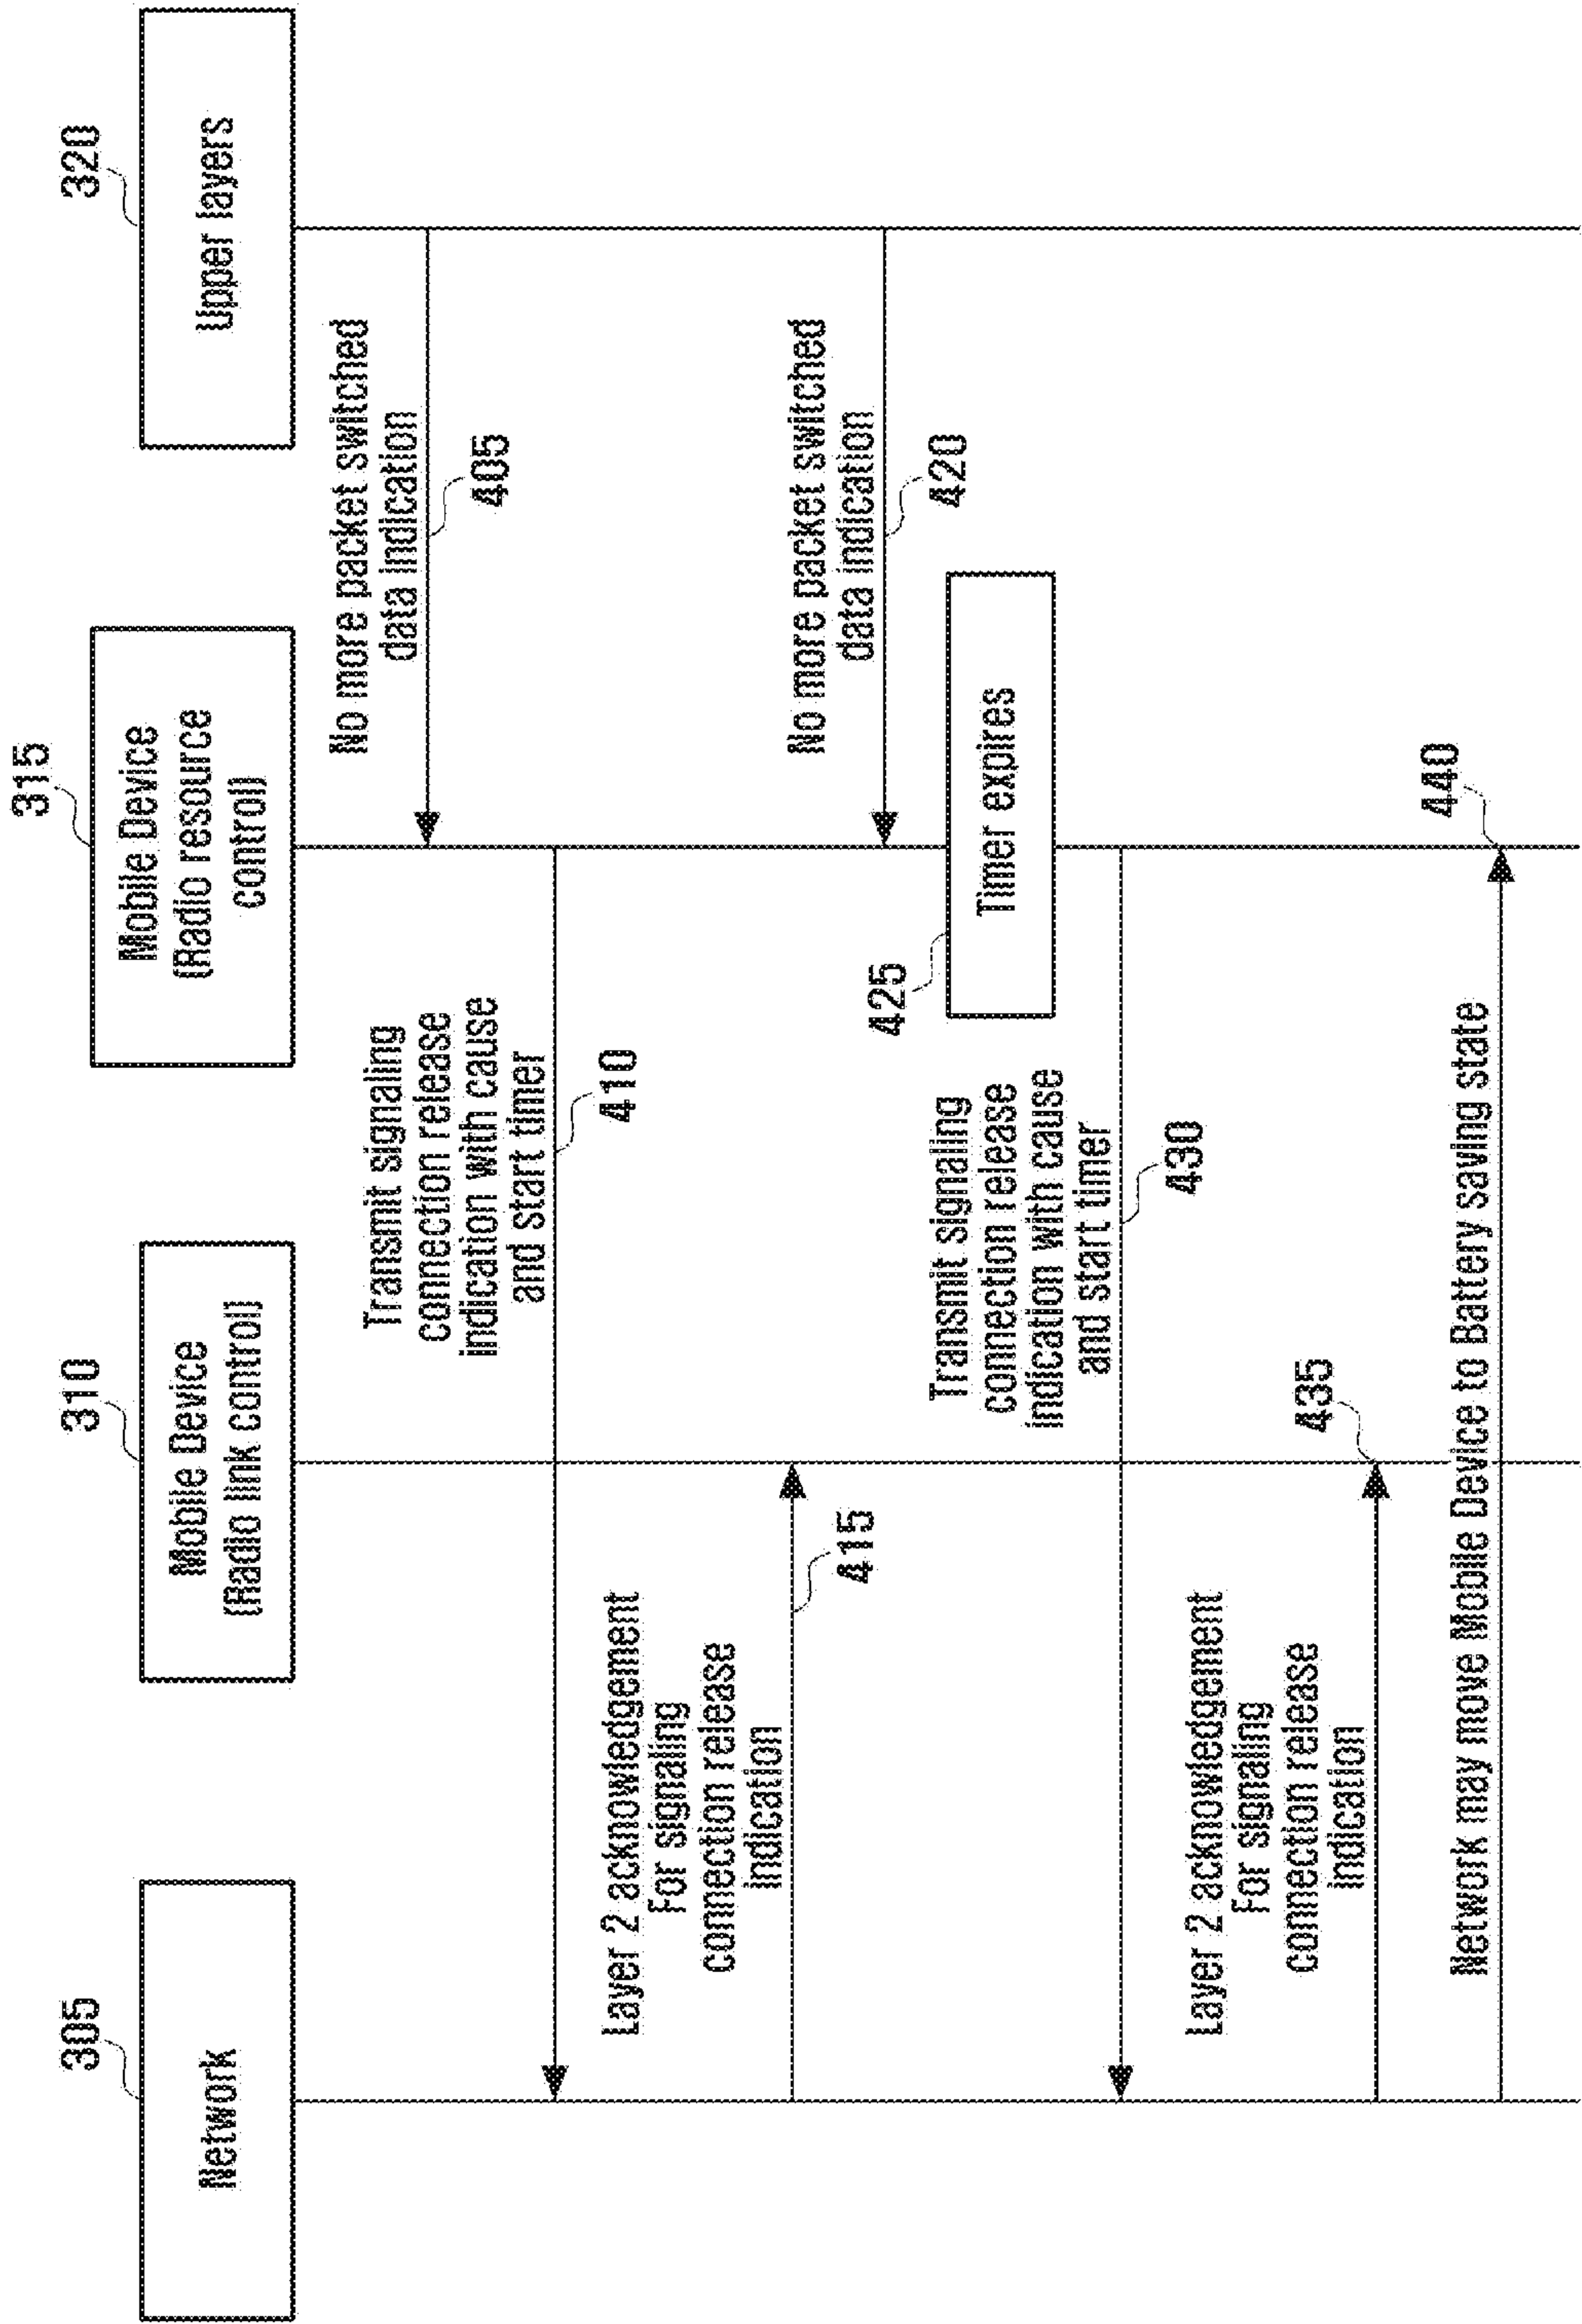 305
Network
310
Mobile Device
(Radio link control)
315
Mobile Device
(Radio resource
control)
320
Upper layers
No more packet switched
data indication
405
Transmit signaling
connection release
indication with cause
and start timer
410
Layer 2 acknowledgement
For signaling
connection release
indication
415
No more packet switched
data indication
420
425
Timer expires
Transmit signaling
connection release
indication with cause
and start timer
430
Layer 2 acknowledgement
For signaling
connection release
indication
435
Network may move Mobile Device to Battery saving state
440